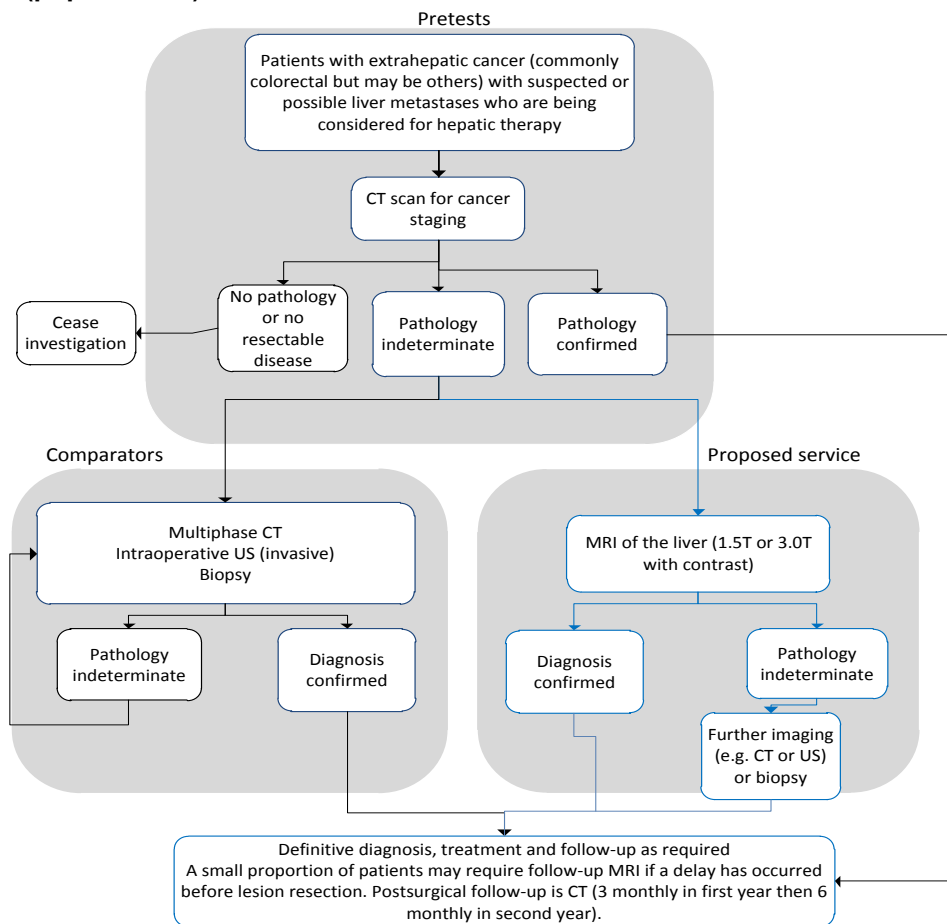 Pretests
Patients with extrahepatic cancer (commonly
colorectal but may be others) with suspected or
possible liver metastases who are being
considered for hepatic therapy
CT scan for cancer
staging
No pathology
or no
resectable
disease
Cease
investigation
Pathology
indeterminate
Pathology
confirmed
Comparators
Proposed service
Multiphase CT
Intraoperative US (invasive)
Biopsy
MRI of the liver (1.5T or 3.0T
with contrast)
Pathology
indeterminate
Diagnosis
confirmed
Diagnosis
confirmed
Pathology
indeterminate
Further imaging
(e.g. CT or US)
or biopsy
Definitive diagnosis, treatment and follow-up as required
A small proportion of patients may require follow-up MRI if a delay has occurred
before lesion resection. Postsurgical follow-up is CT (3 monthly in first year then 6
monthly in second year).